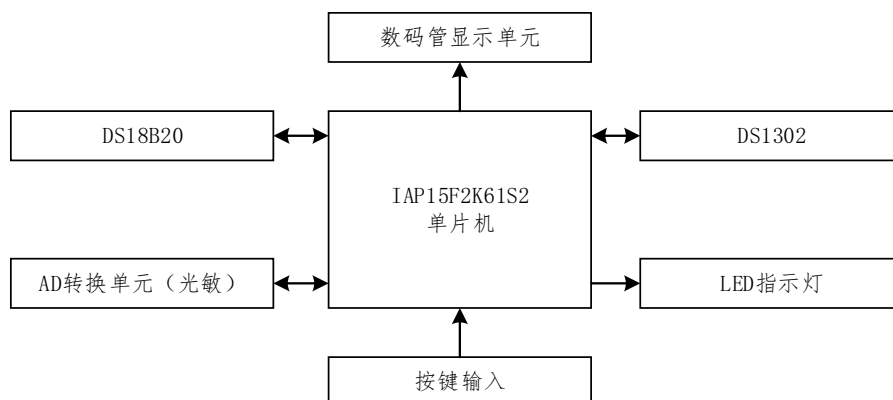 数码管显示单元
DS18B20
DS1302
IAP15F2K61S2
单片机
AD转换单元（光敏）
LED指示灯
按键输入